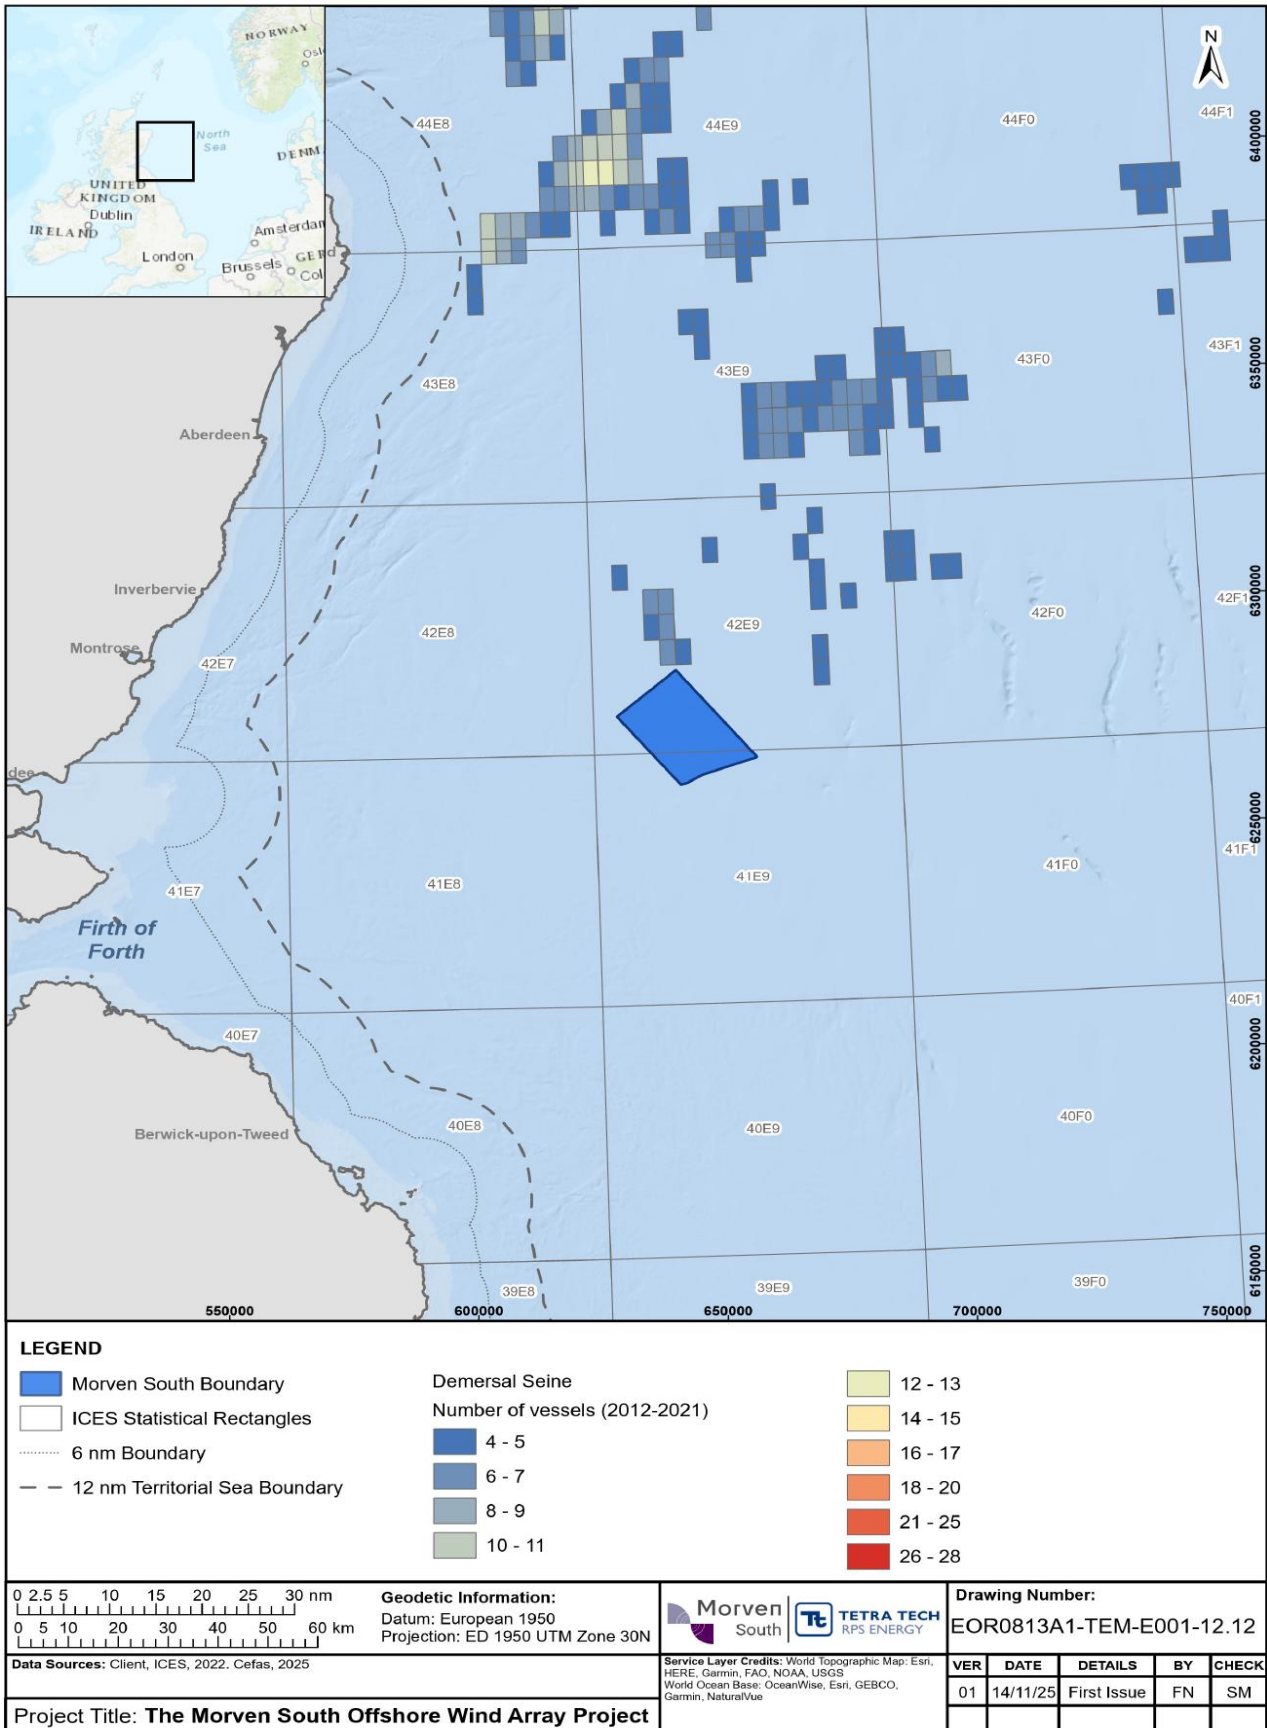 NORWAY
Oslo
North
Sea
DENM
UNITED
KINGDOM
Dublin
IRELAND
Amsterdan
London
Brussels
GER
Col
N
44E8
44E9
44F0
44F1
6400000
43E8
43E9
43F0
43F1
6350000
Aberdeen
Inverbervie
Montrose
42E7
42E8
42E9
42F0
42F1
6300000
dee
6250000
41E7
41E8
41E9
41F0
41F1
Firth of
Forth
40E7
40E8
40E9
40F0
40F1
6200000
Berwick-upon-Tweed
39E8
39E9
39F0
6150000
550000 600000 650000 700000 750000
LEGEND
Morven South Boundary
ICES Statistical Rectangles
6 nm Boundary
12 nm Territorial Sea Boundary
Demersal Seine
Number of vessels (2012-2021)
4 - 5
6 - 7
8 - 9
10 - 11
12 - 13
14 - 15
16 - 17
18 - 20
21 - 25
26 - 28
0 2.5 5 10 15 20 25 30 nm
0 5 10 20 30 40 50 60 km
Geodetic Information:
Datum: European 1950
Projection: ED 1950 UTM Zone 30N
Morven
South
Tt TETRA TECH
RPS ENERGY
Drawing Number:
EOR0813A1-TEM-E001-12.12
Data Sources: Client, ICES, 2022. Cefas, 2025
Service Layer Credits: World Topographic Map: Esri,
HERE, Garmin, FAO, NOAA, USGS
World Ocean Base: OceanWise, Esri, GEBCO,
Garmin, NaturalVue
VER DATE DETAILS BY CHECK
01 14/11/25 First Issue FN SM
Project Title: The Morven South Offshore Wind Array Project